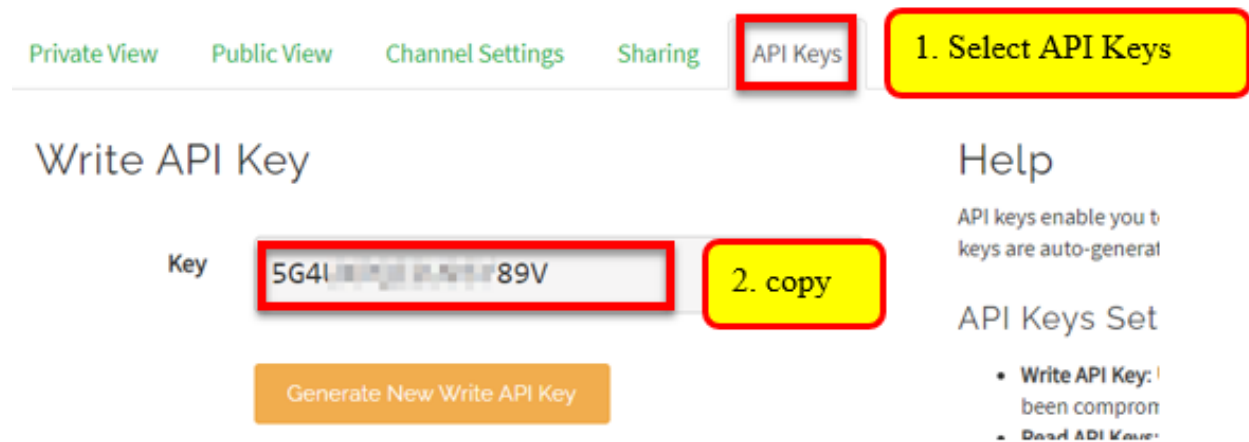 Private View Public View Channel Settings Sharing API Keys 1. Select API Keys
Write API Key
Help
API keys enable you
keys are auto-generat
Key 5G4 89V 2. copy
API Keys Set
Generate New Write API Key
• Write API Key:
been comprom
• Read API Keys: